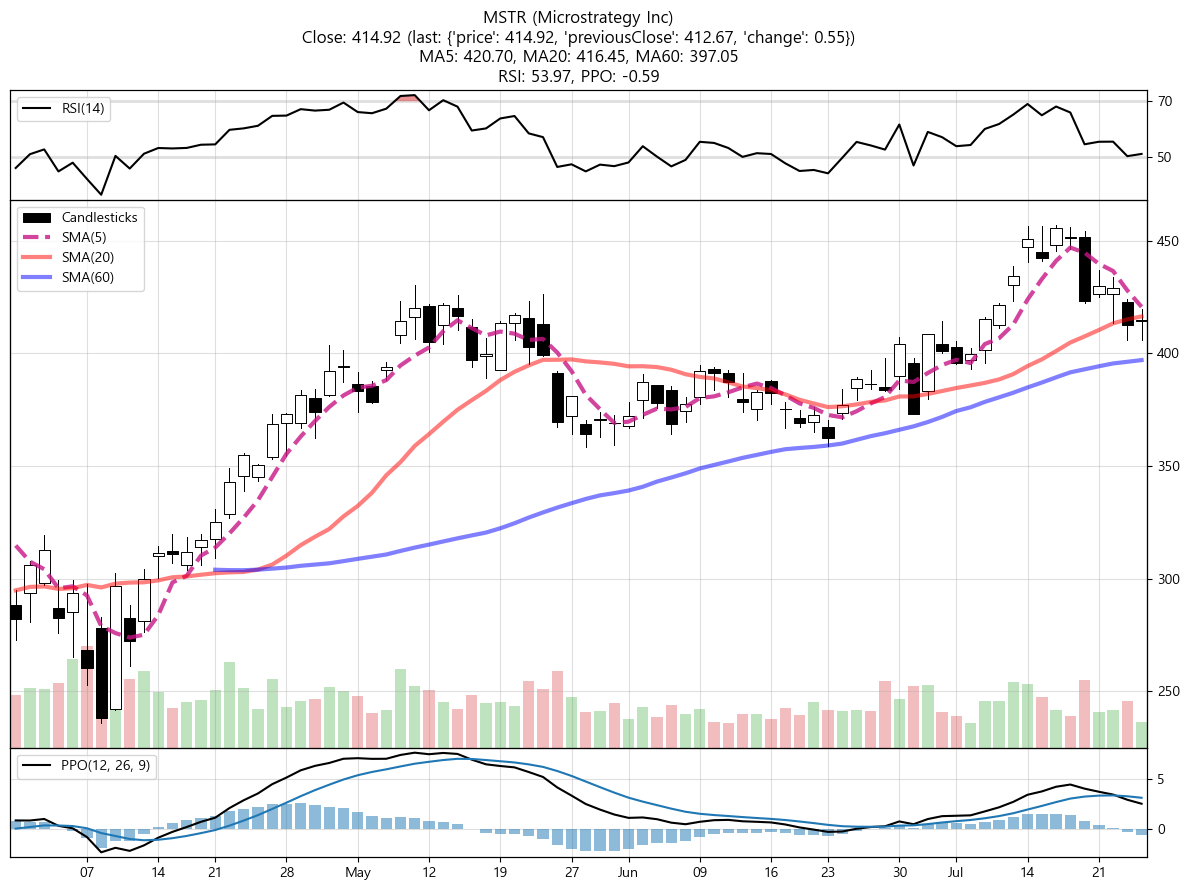 MSTR (Microstrategy Inc)
Close: 414.92 (last: {'price': 414.92, 'previousClose': 412.67, 'change': 0.55})
MA5: 420.70, MA20: 416.45, MA60: 397.05
RSI: 53.97, PPO: -0.59
RSI(14)
70
50
Candlesticks
SMA(5)
SMA(20)
SMA(60)
450
400
350
300
250
PPO(12, 26, 9)
5
0
07 14 21 28 May 12 19 27 Jun 09 16 23 30 Jul 14 21